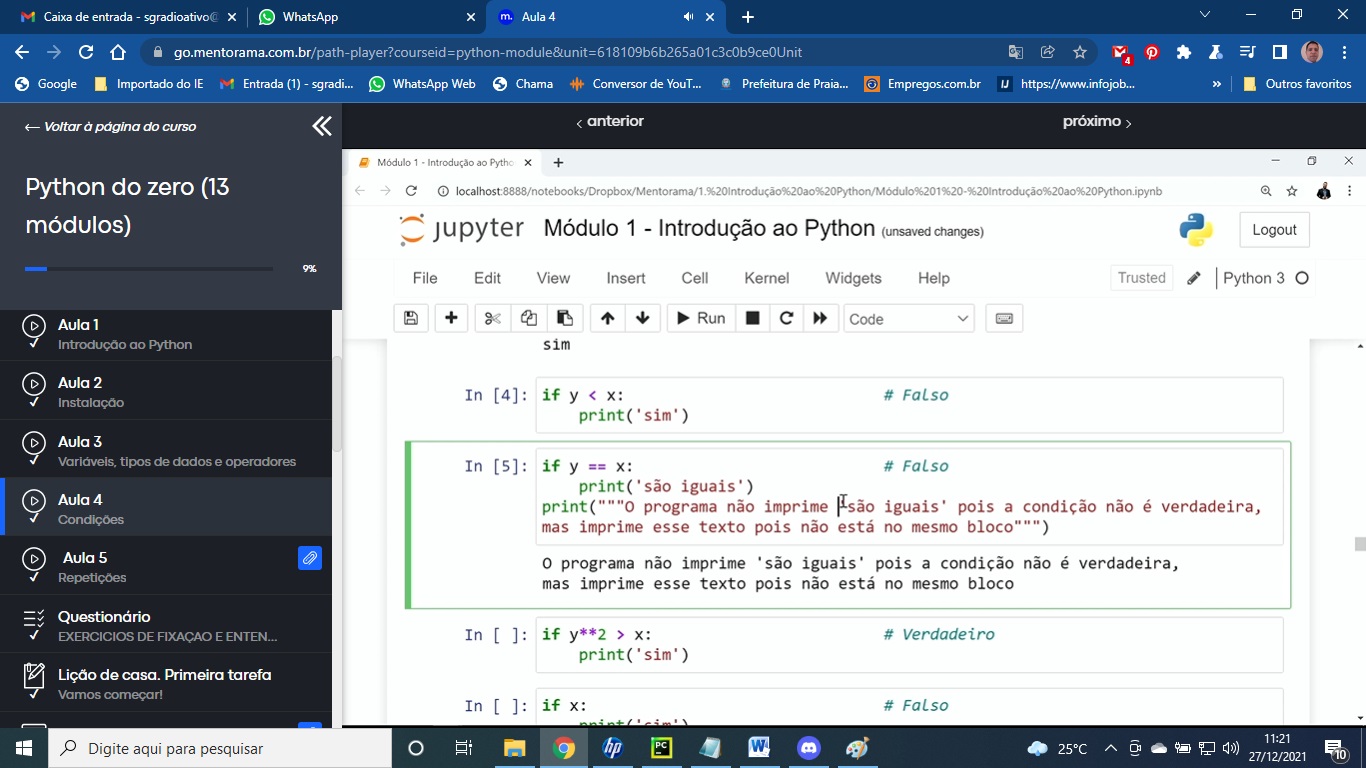 Caixa de entrada - sgradioativo@
WhatsApp
m. Aula 4
go.mentorama.com.br/path-player?courseid=python-module&unit=618109b6b265a01c3c0b9ce0Unit
4
Google
Importado do IE
Entrada (1) - sgradi...
WhatsApp Web
Chama
Conversor de YouT...
Prefeitura de Praia...
Empregos.com.br
https://www.infojob...
»
Outros favoritos
← Voltar à página do curso
‹ anterior
próximo ›
Python do zero (13
módulos)
9%
Aula 1
Introdução ao Python
Aula 2
Instalação
Aula 3
Variáveis, tipos de dados e operadores
Aula 4
Condições
Aula 5
Repetições
Questionário
EXERCICIOS DE FIXAÇAO E ENTEN...
Lição de casa. Primeira tarefa
Vamos começar!
Módulo 1 - Introdução ao Pytho
localhost:8888/notebooks/Dropbox/Mentorama/1.%20Introdução%20ao%20Python/Módulo%201%20-%20Introdução%20ao%20Python.ipynb
jupyter Módulo 1 - Introdução ao Python (unsaved changes)
Logout
File Edit View Insert Cell Kernel Widgets Help
Trusted
Python 3
Run
Code
sim
In [4]: if y < x: # Falso
print('sim')
In [5]: if y == x: # Falso
print('são iguais')
print("""O programa não imprime 'são iguais' pois a condição não é verdadeira,
mas imprime esse texto pois não está no mesmo bloco""")
O programa não imprime 'são iguais' pois a condição não é verdadeira,
mas imprime esse texto pois não está no mesmo bloco
In [ ]: if y**2 > x: # Verdadeiro
print('sim')
In [ ]: if x: # Falso
print('sim')
Digite aqui para pesquisar
25°C
11:21
27/12/2021
10